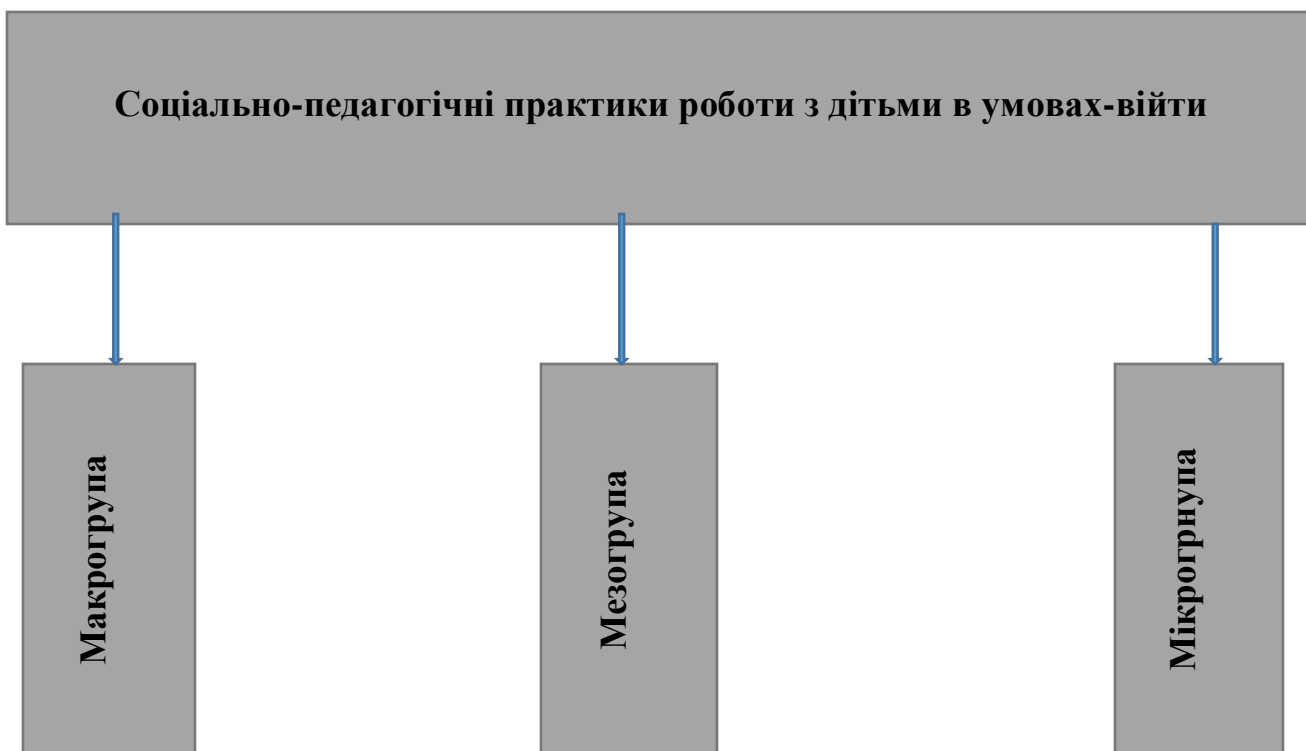 Соціально-педагогічні практики роботи з дітьми в умовах-війти
Макрогрупа
Мезогрупа
Мікрогрнупа